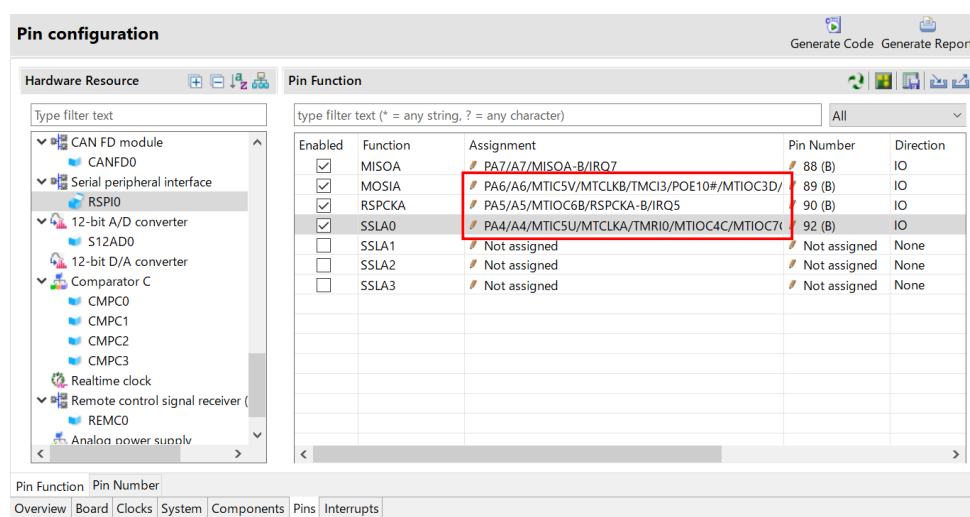 Pin configuration
Generate Code Generate Report
Hardware Resource
Pin Function
Type filter text
type filter text (* = any string, ? = any character)
All
CAN FD module
CANFD0
Serial peripheral interface
RSPI0
12-bit A/D converter
S12AD0
12-bit D/A converter
Comparator C
CMPC0
CMPC1
CMPC2
CMPC3
Realtime clock
Remote control signal receiver (
REMC0
Analog power supply
Enabled Function Assignment Pin Number Direction
MISOA PA7/A7/MISOA-B/IRQ7 88 (B) IO
MOSIA PA6/A6/MTIC5V/MTCLKB/TMCI3/POE10#/MTIOC3D/ 89 (B) IO
RSPCKA PA5/A5/MTIOC6B/RSPCKA-B/IRQ5 90 (B) IO
SSLA0 PA4/A4/MTIC5U/MTCLKA/TMRI0/MTIOC4C/MTIOC7 92 (B) IO
SSLA1 Not assigned Not assigned None
SSLA2 Not assigned Not assigned None
SSLA3 Not assigned Not assigned None
Pin Function Pin Number
Overview Board Clocks System Components Pins Interrupts